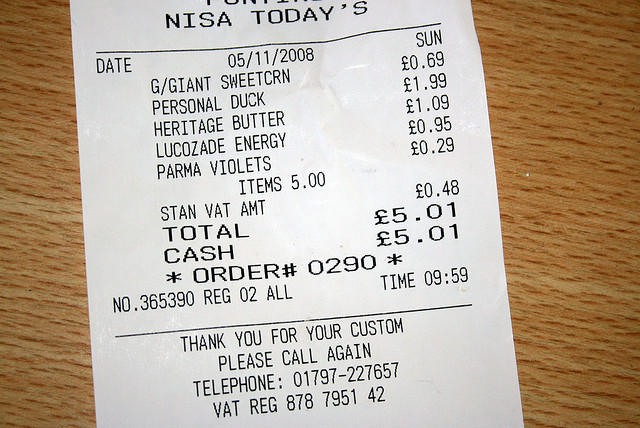 NISA TODAY'S
DATE 05/11/2008 SUN
G/GIANT SWEETCRN £0.69
PERSONAL DUCK £1.99
HERITAGE BUTTER £1.09
LUCOZADE ENERGY £0.95
PARMA VIOLETS £0.29
ITEMS 5.00
STAN VAT AMT £0.48
TOTAL £5.01
CASH £5.01
* ORDER# 0290 *
NO.365390 REG 02 ALL TIME 09:59
THANK YOU FOR YOUR CUSTOM
PLEASE CALL AGAIN
TELEPHONE: 01797-227657
VAT REG 878 7951 42